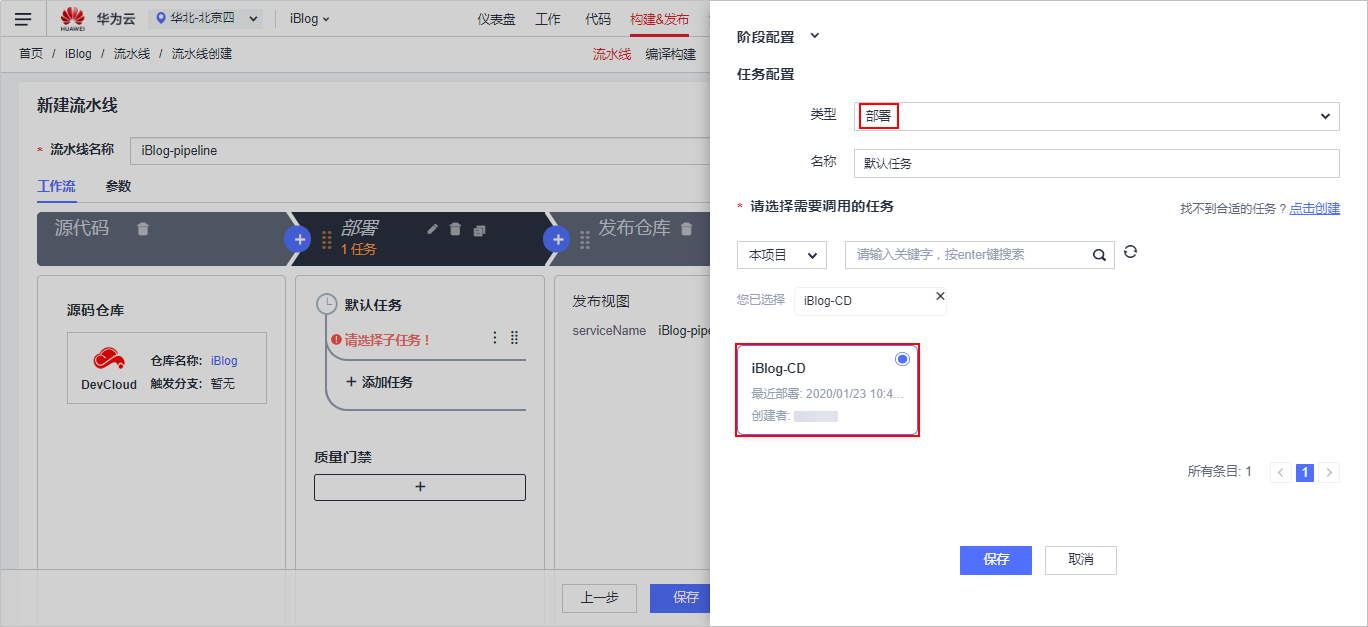 HUAWEI
华为云
华北-北京四
iBlog
仪表盘 工作 代码 构建&发布
首页 / iBlog / 流水线 / 流水线创建
流水线 编译构建
新建流水线
* 流水线名称 iBlog-pipeline
工作流 参数
源代码
部署
1 任务
发布仓库
源码仓库
DevCloud
仓库名称: iBlog
触发分支: 暂无
默认任务
请选择子任务！
+ 添加任务
质量门禁
+
发布视图
serviceName iBlog-pipe
上一步 保存
阶段配置
任务配置
类型 部署
名称 默认任务
* 请选择需要调用的任务
找不到合适的任务？点击创建
本项目 请输入关键字，按enter键搜索
您已选择 iBlog-CD
iBlog-CD
最近部署: 2020/01/23 10:4...
创建者:
所有条目: 1 < 1 >
保存 取消